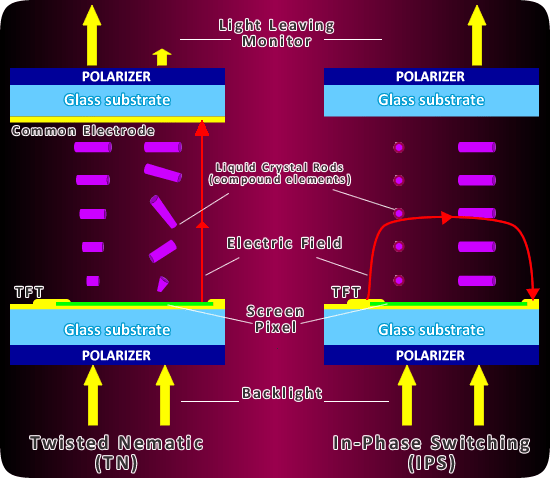 Light Leaving
Monitor
POLARIZER
Glass substrate
Common Electrode
POLARIZER
Glass substrate
Liquid Crystal Rods
(compound elements)
Electric Field
TFT
TFT
Screen
Pixel
Glass substrate
POLARIZER
Glass substrate
POLARIZER
Backlight
Twisted Nematic
(TN)
In-Phase Switching
(IPS)